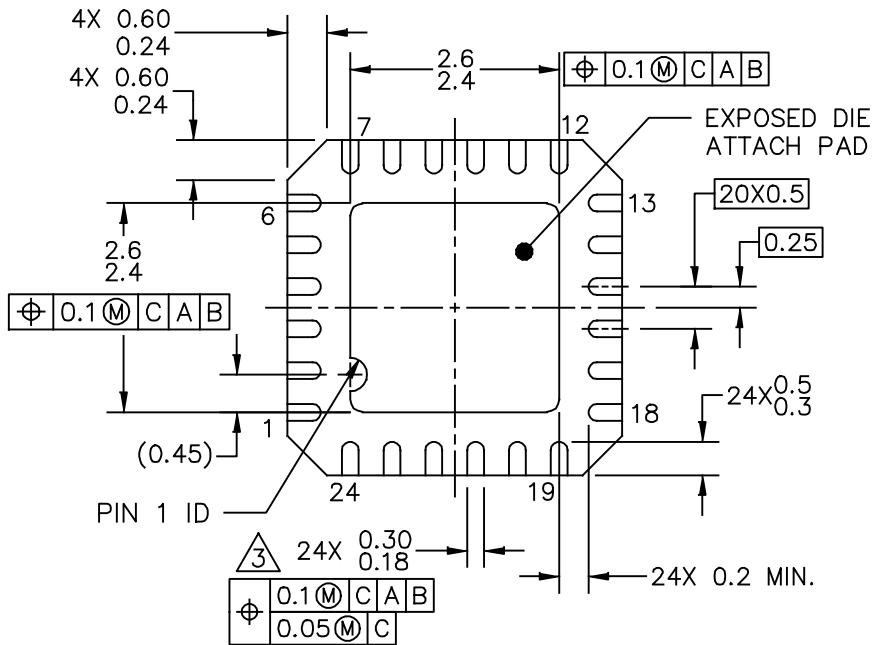 4X 0.60
0.24
4X 0.60
0.24
2.6
2.4
⌖ 0.1 Ⓜ C A B
7
12
EXPOSED DIE
ATTACH PAD
6
13
20X0.5
0.25
2.6
2.4
⌖ 0.1 Ⓜ C A B
1
18
24X 0.5
0.3
(0.45)
24
19
PIN 1 ID
3
24X 0.30
0.18
24X 0.2 MIN.
⌖ 0.1 Ⓜ C A B
0.05 Ⓜ C